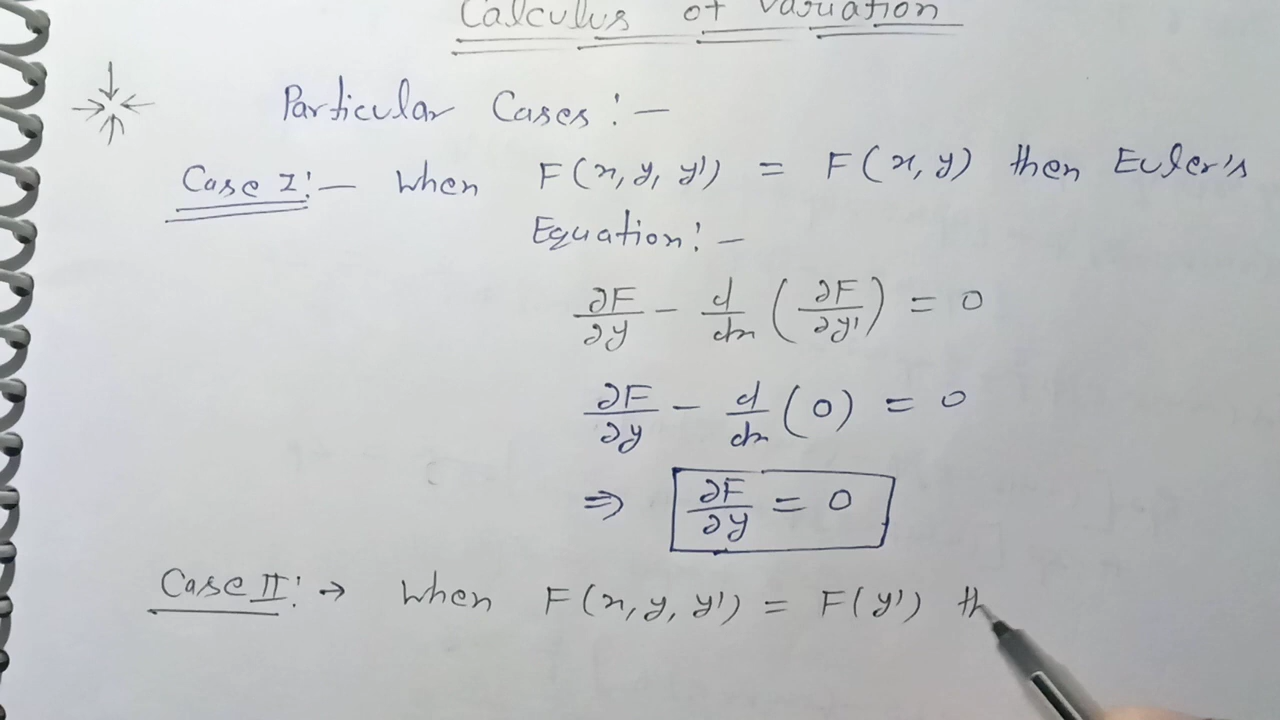 Calculus of Variation
Particular Cases:-
Case I:- when F(x, y, y') = F(x, y) then Euler's
Equation:-
∂F/∂y - d/dx (∂F/∂y') = 0
∂F/∂y - d/dx (0) = 0
⇒ ∂F/∂y = 0
Case II:→ when F(x, y, y') = F(y') th